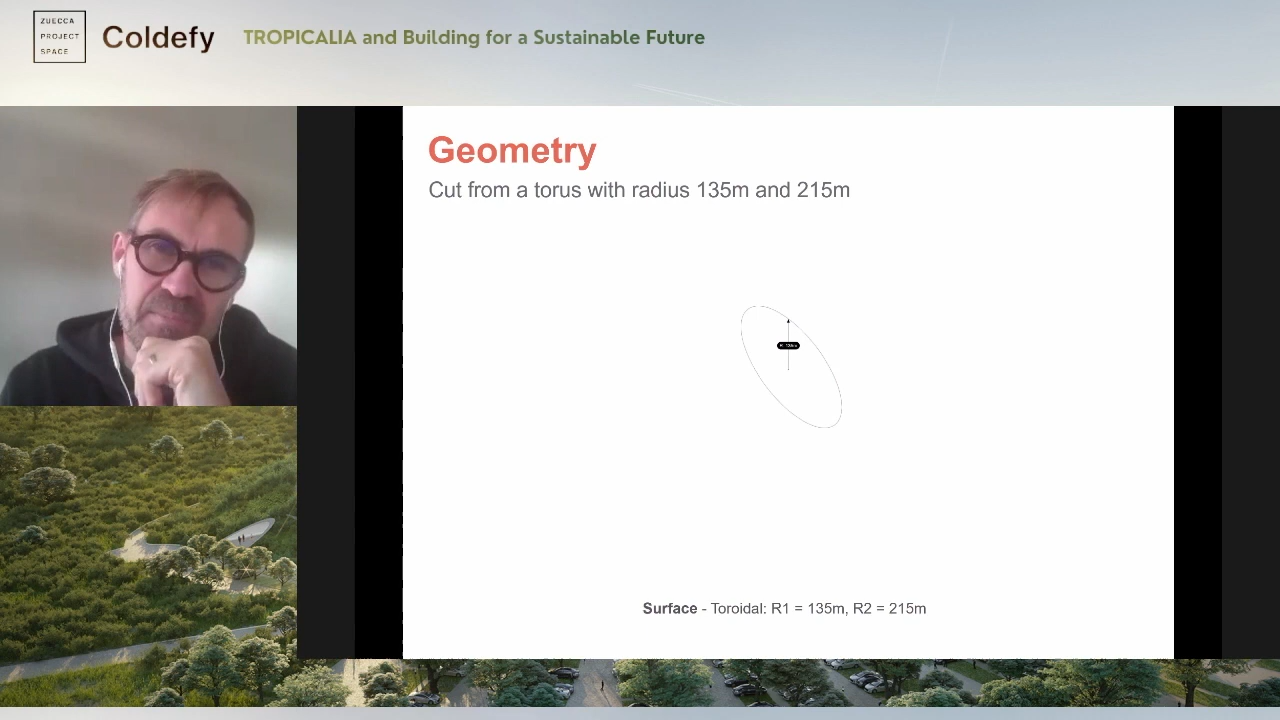 ZUECCA
PROJECT
SPACE
Coldefy
TROPICALIA and Building for a Sustainable Future
Geometry
Cut from a torus with radius 135m and 215m
Surface - Toroidal: R1 = 135m, R2 = 215m